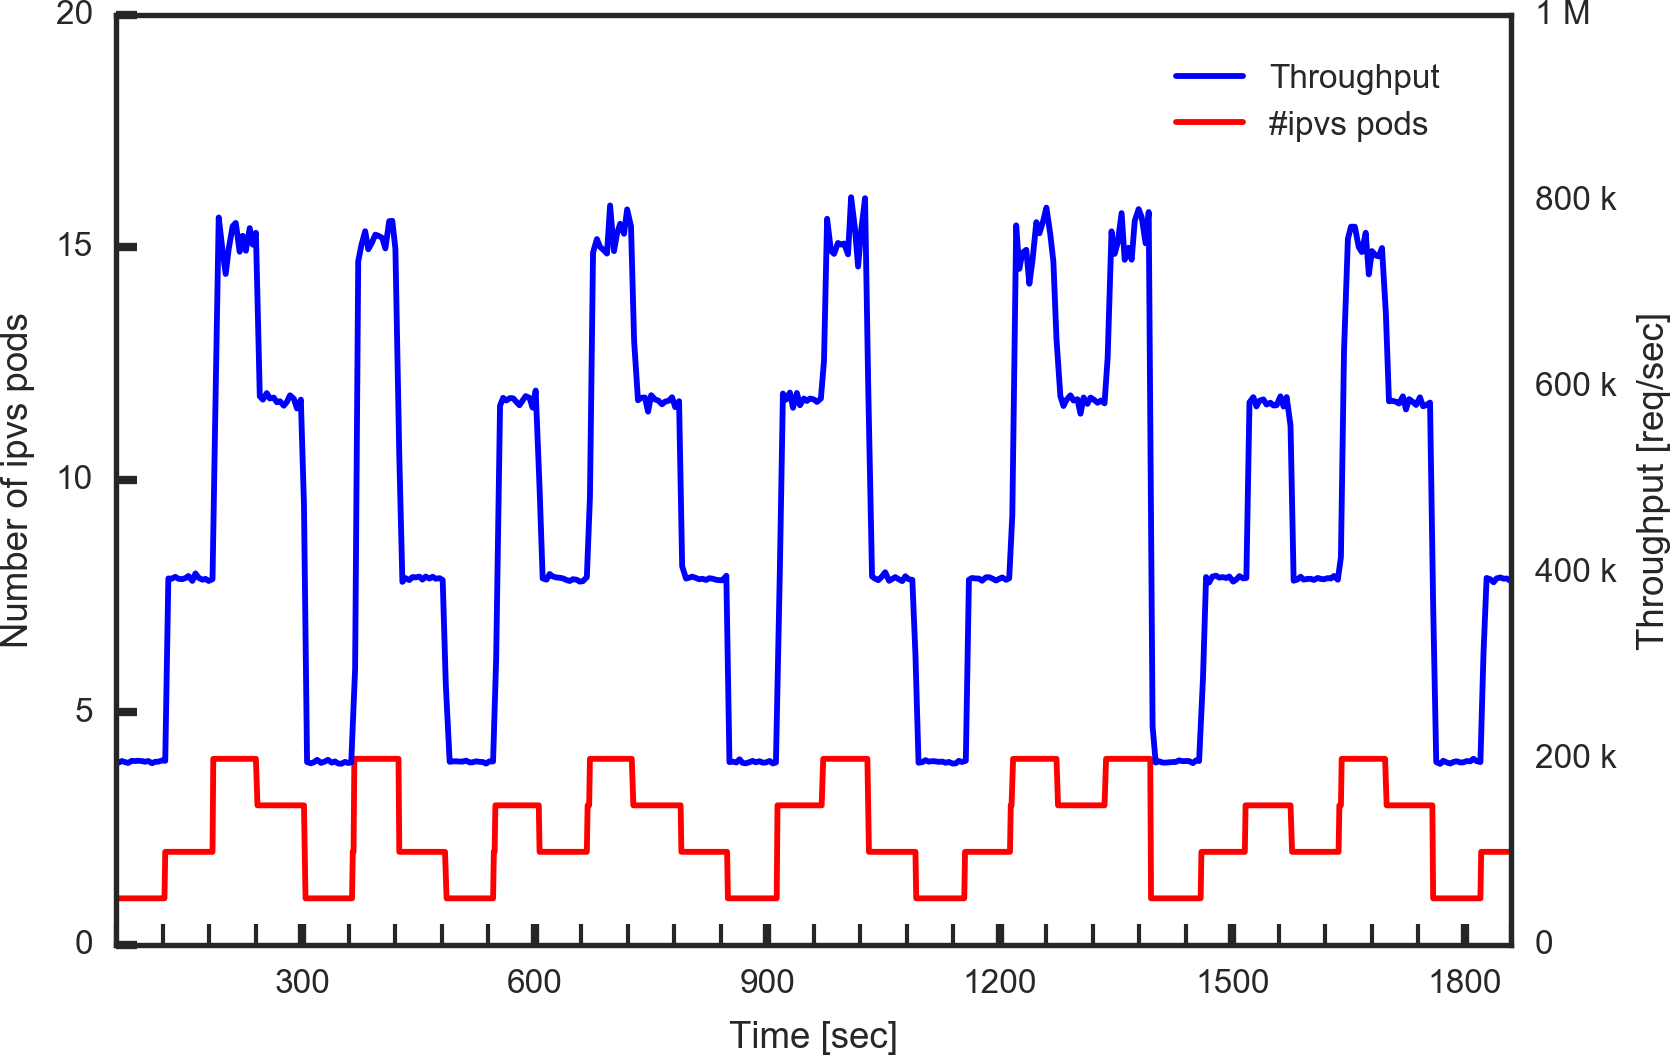 20
15
10
5
0
Number of ipvs pods
1 M
800 k
600 k
400 k
200 k
0
Throughput [req/sec]
Throughput
#ipvs pods
300 600 900 1200 1500 1800
Time [sec]